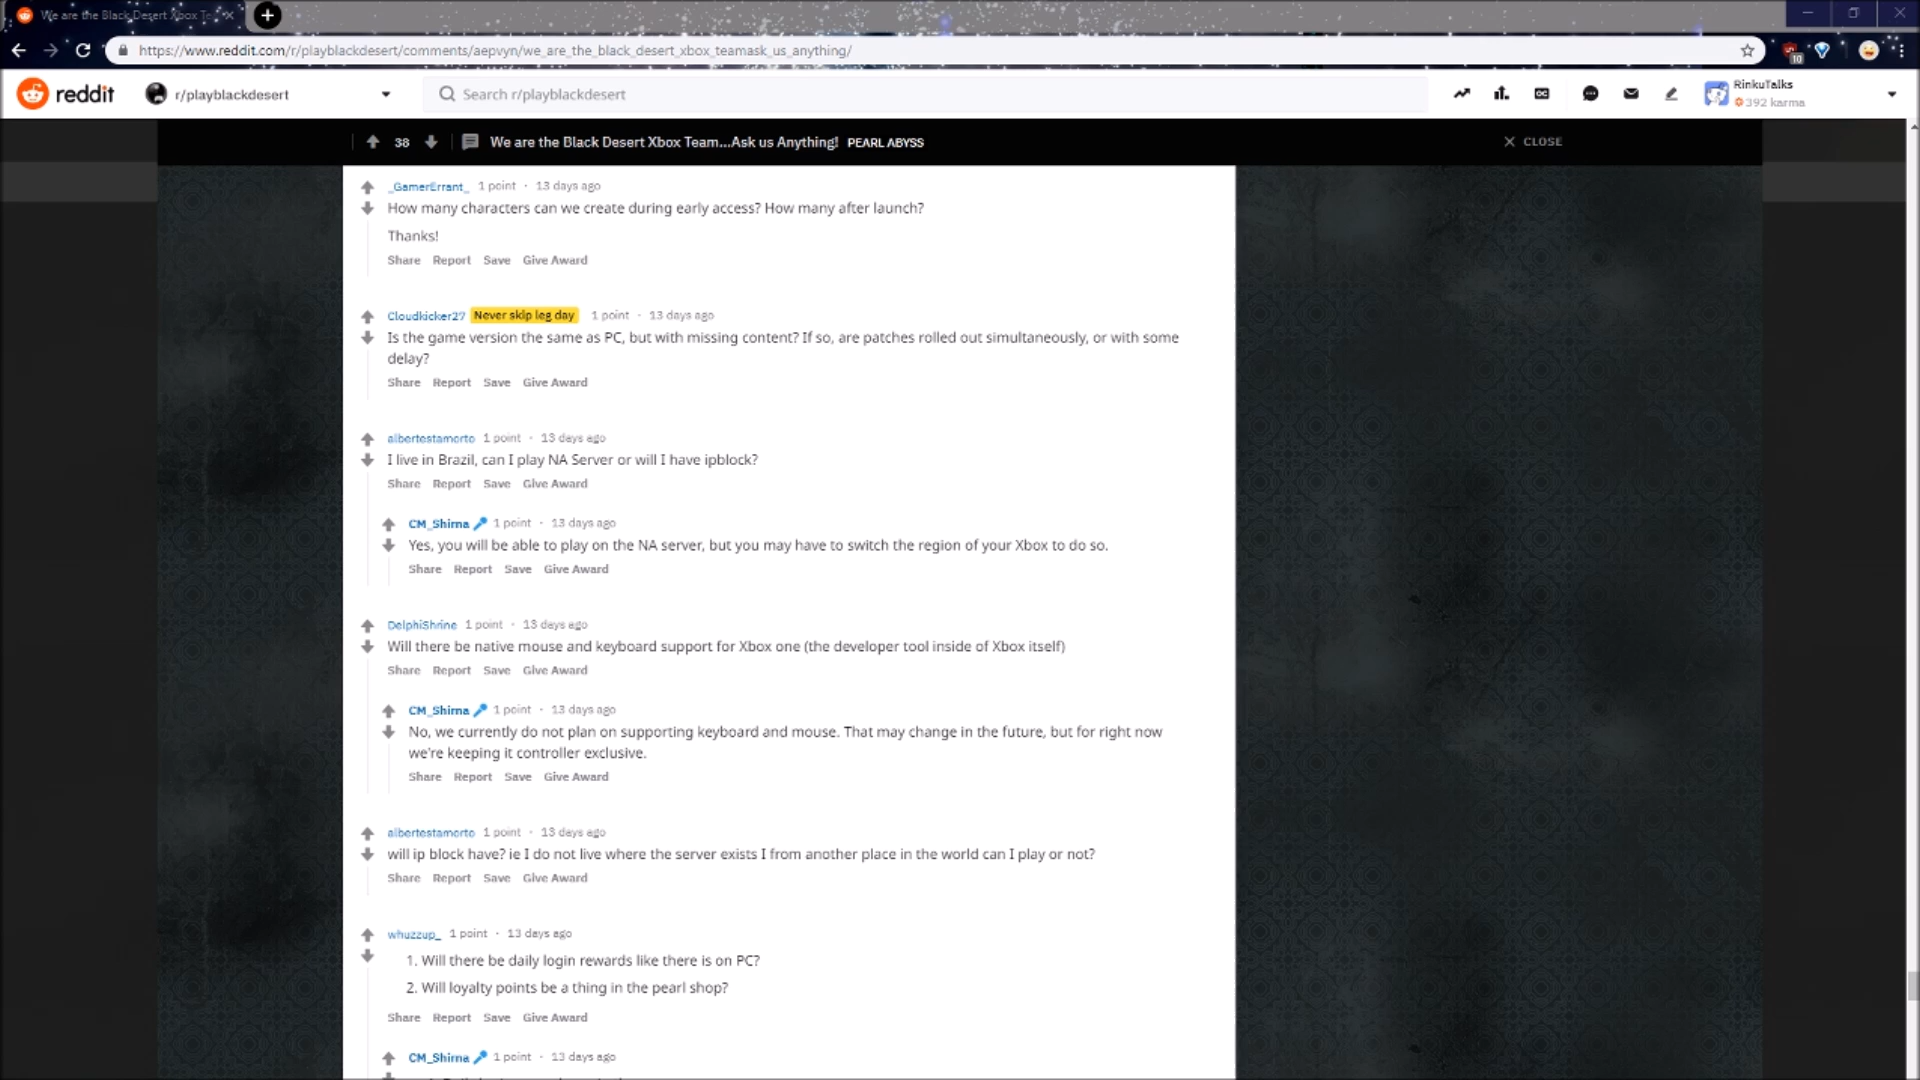 We are the Black Desert Xbox Te
https://www.reddit.com/r/playblackdesert/comments/aepvyn/we_are_the_black_desert_xbox_teamask_us_anything/
10
reddit
r/playblackdesert
Search r/playblackdesert
RinkuTalks
392 karma
38
We are the Black Desert Xbox Team...Ask us Anything! PEARL ABYSS
CLOSE
_GamerErrant_ 1 point · 13 days ago
How many characters can we create during early access? How many after launch?
Thanks!
Share Report Save Give Award
Cloudkicker27 Never skip leg day 1 point · 13 days ago
Is the game version the same as PC, but with missing content? If so, are patches rolled out simultaneously, or with some
delay?
Share Report Save Give Award
albertestamorto 1 point · 13 days ago
I live in Brazil, can I play NA Server or will I have ipblock?
Share Report Save Give Award
CM_Shirna 1 point · 13 days ago
Yes, you will be able to play on the NA server, but you may have to switch the region of your Xbox to do so.
Share Report Save Give Award
DelphiShrine 1 point · 13 days ago
Will there be native mouse and keyboard support for Xbox one (the developer tool inside of Xbox itself)
Share Report Save Give Award
CM_Shirna 1 point · 13 days ago
No, we currently do not plan on supporting keyboard and mouse. That may change in the future, but for right now
we're keeping it controller exclusive.
Share Report Save Give Award
albertestamorto 1 point · 13 days ago
will ip block have? ie I do not live where the server exists I from another place in the world can I play or not?
Share Report Save Give Award
whuzzup_ 1 point · 13 days ago
1. Will there be daily login rewards like there is on PC?
2. Will loyalty points be a thing in the pearl shop?
Share Report Save Give Award
CM_Shirna 1 point · 13 days ago